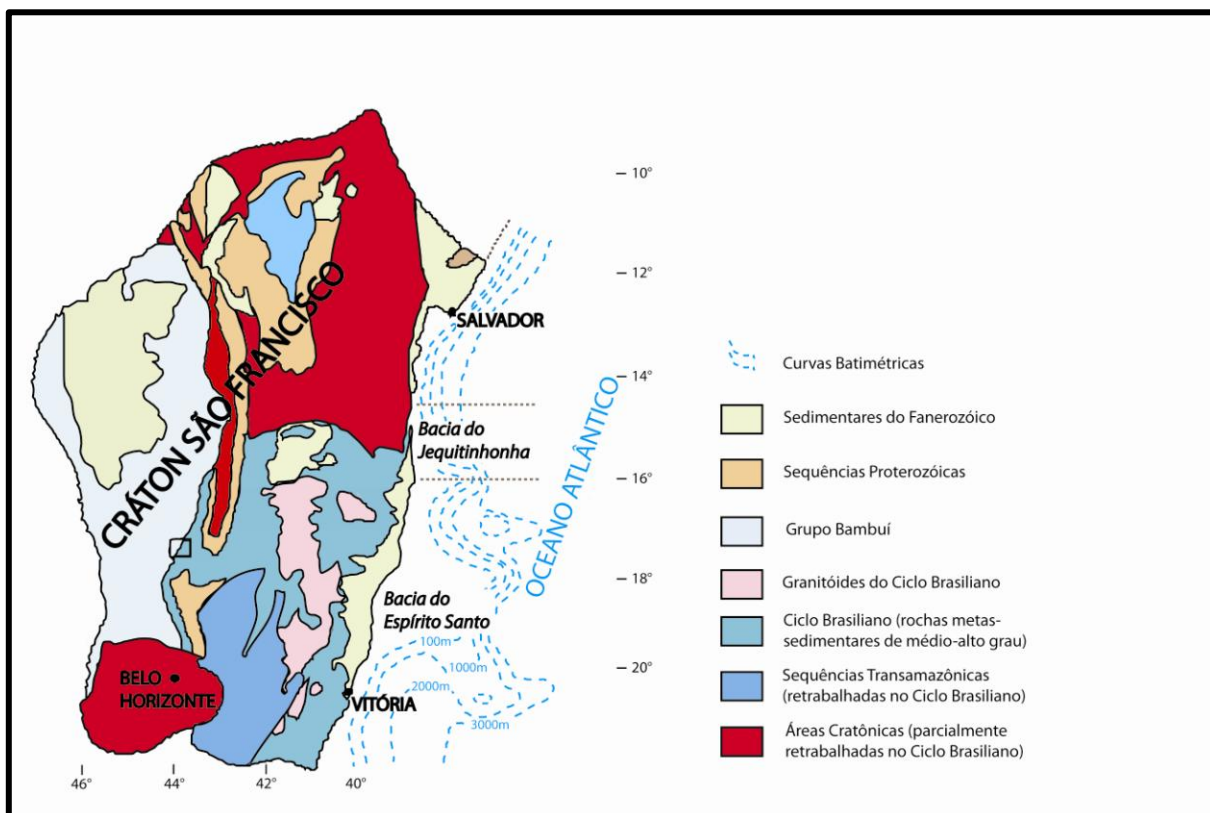 CRÁTON SÃO FRANCISCO
SALVADOR
Bacia do
Jequitinhonha
Bacia do
Espírito Santo
BELO
HORIZONTE
VITÓRIA
100m
1000m
2000m
3000m
OCEANO ATLÂNTICO
10°
12°
14°
16°
18°
20°
46°
44°
42°
40°
Curvas Batimétricas
Sedimentares do Fanerozóico
Sequências Proterozóicas
Grupo Bambuí
Granitóides do Ciclo Brasiliano
Ciclo Brasiliano (rochas metas-
sedimentares de médio-alto grau)
Sequências Transamazônicas
(retrabalhadas no Ciclo Brasiliano)
Áreas Cratônicas (parcialmente
retrabalhadas no Ciclo Brasiliano)